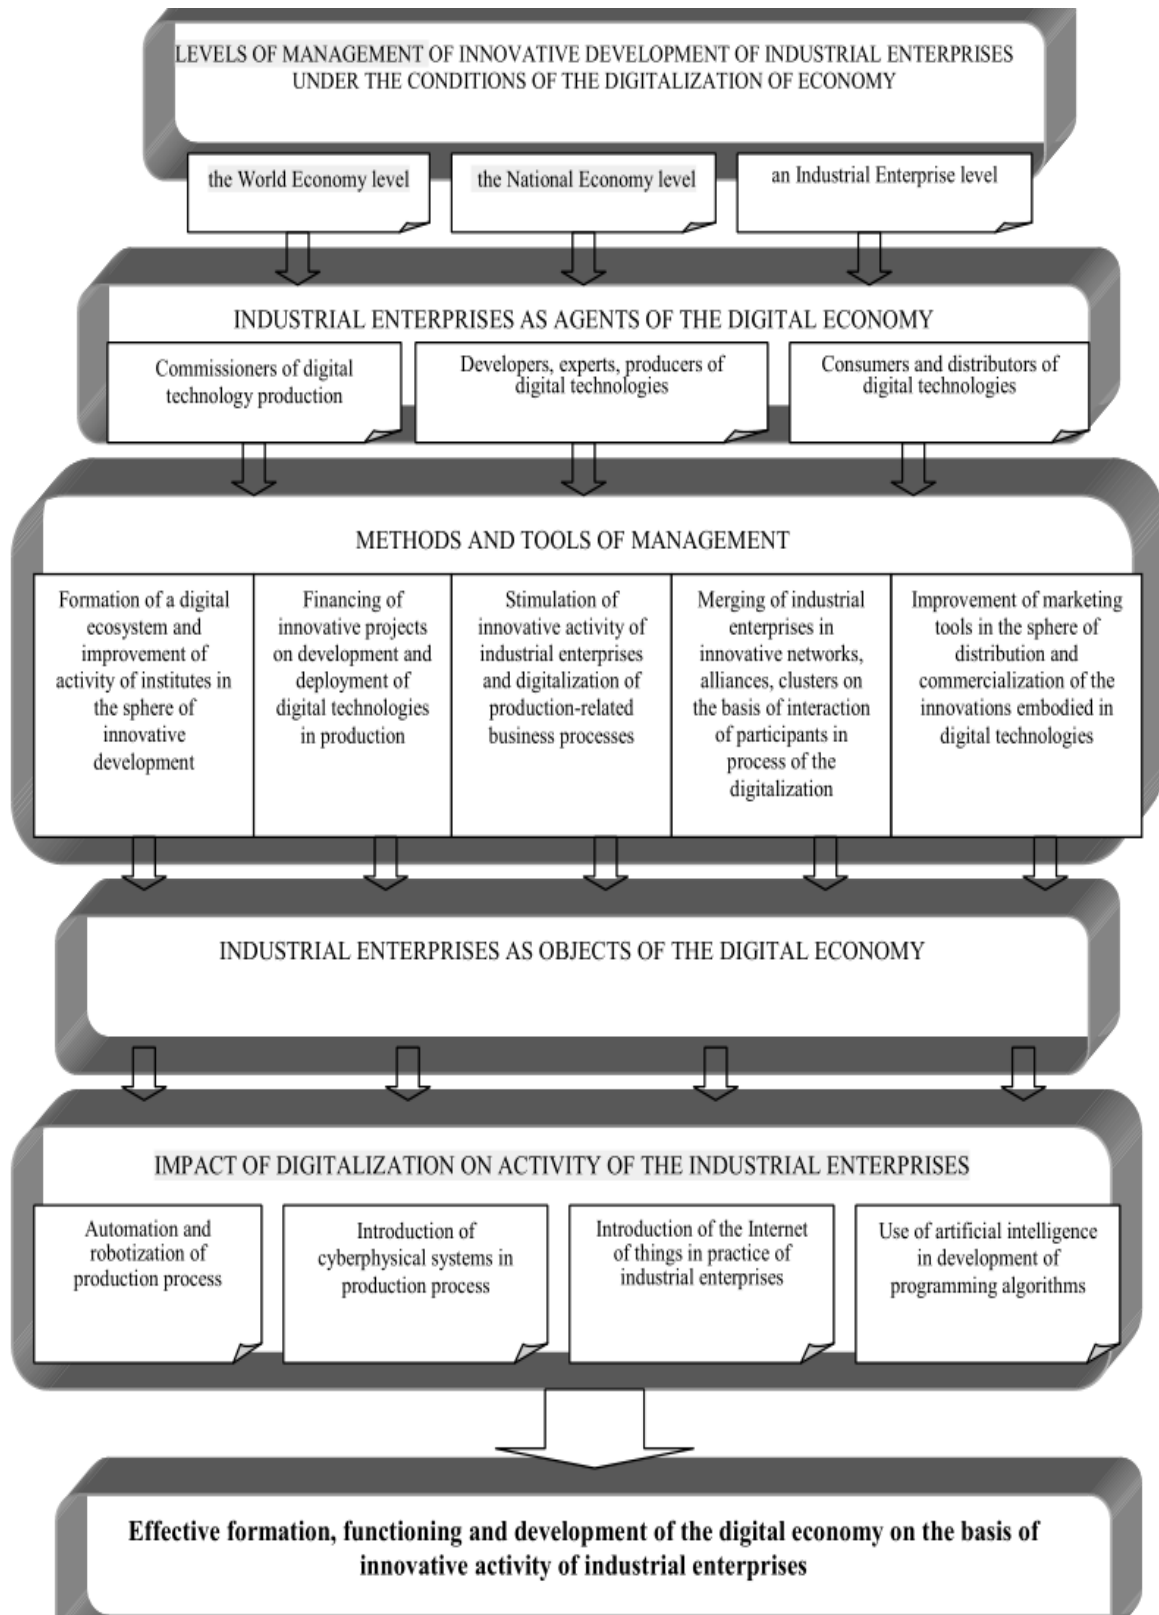 LEVELS OF MANAGEMENT OF INNOVATIVE DEVELOPMENT OF INDUSTRIAL ENTERPRISES
UNDER THE CONDITIONS OF THE DIGITALIZATION OF ECONOMY
the World Economy level
the National Economy level
an Industrial Enterprise level
INDUSTRIAL ENTERPRISES AS AGENTS OF THE DIGITAL ECONOMY
Commissioners of digital
technology production
Developers, experts, producers of
digital technologies
Consumers and distributors of
digital technologies
METHODS AND TOOLS OF MANAGEMENT
Formation of a digital
ecosystem and
improvement of
activity of institutes in
the sphere of
innovative
development
Financing of
innovative projects
on development and
deployment of
digital technologies
in production
Stimulation of
innovative activity of
industrial enterprises
and digitalization of
production-related
business processes
Merging of industrial
enterprises in
innovative networks,
alliances, clusters on
the basis of interaction
of participants in
process of the
digitalization
Improvement of marketing
tools in the sphere of
distribution and
commercialization of the
innovations embodied in
digital technologies
INDUSTRIAL ENTERPRISES AS OBJECTS OF THE DIGITAL ECONOMY
IMPACT OF DIGITALIZATION ON ACTIVITY OF THE INDUSTRIAL ENTERPRISES
Automation and
robotization of
production process
Introduction of
cyberphysical systems in
production process
Introduction of the Internet
of things in practice of
industrial enterprises
Use of artificial intelligence
in development of
programming algorithms
Effective formation, functioning and development of the digital economy on the basis of
innovative activity of industrial enterprises